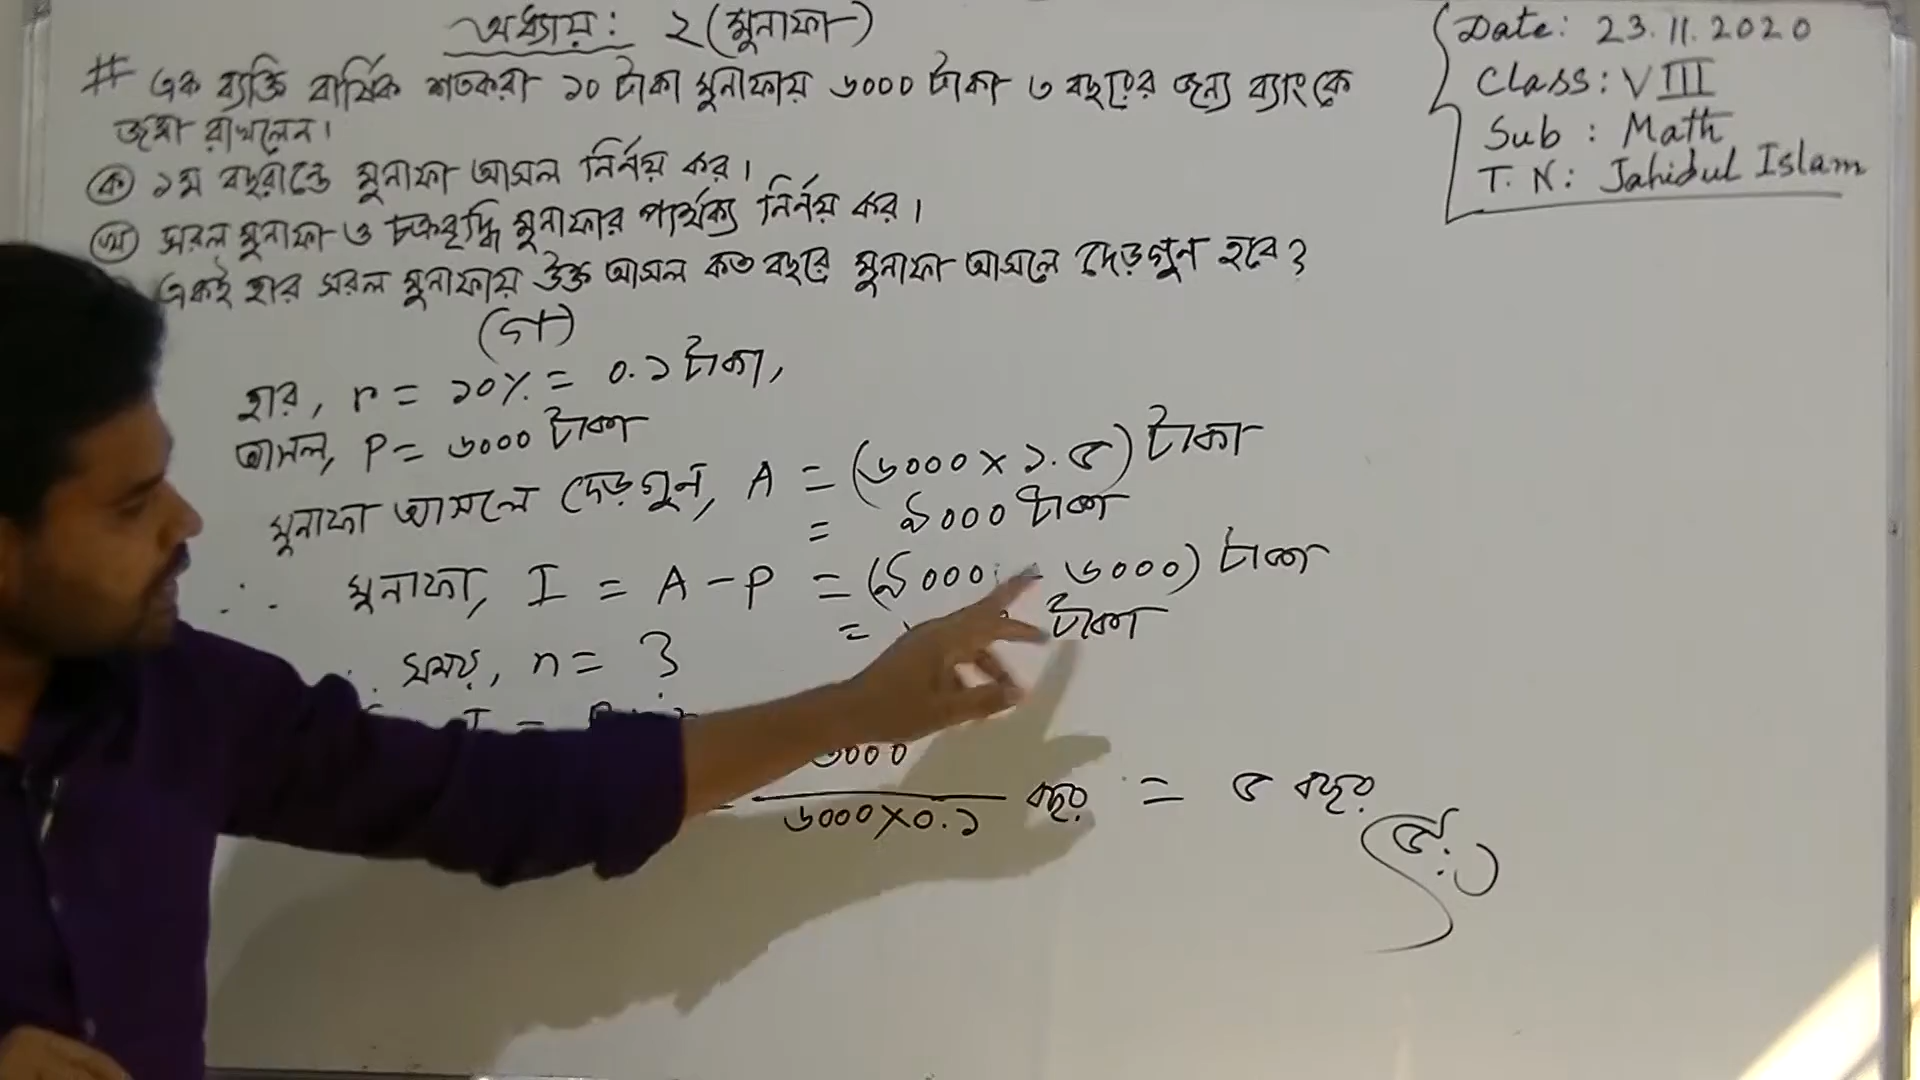 অধ্যায়: ২ (মুনাফা)
# এক ব্যক্তি বার্ষিক শতকরা ১০ টাকা মুনাফায় ৬০০০ টাকা ৩ বছরের জন্য ব্যাংকে
জমা রাখলেন।
(ক) ১ম বছরান্তে মুনাফা আসল নির্নয় কর।
(খ) সরল মুনাফা ও চক্রবৃদ্ধি মুনাফার পার্থক্য নির্নয় কর।
একই হার সরল মুনাফায় উক্ত আসল কত বছরে মুনাফা আসলে দেড়গুন হবে?
Date: 23.11.2020
Class: VIII
Sub : Math
T. N: Jahidul Islam
(গ)
হার, r = ১০% = ০.১ টাকা,
আসল, P = ৬০০০ টাকা
মুনাফা আসলে দেড়গুন, A = (৬০০০ × ১.৫) টাকা
= ৯০০০ টাকা
∴ মুনাফা, I = A - P = (৯০০০ - ৬০০০) টাকা
= টাকা
∴ সময়, n = ?
I =
৩০০০
৬০০০×০.১ বছর = ৫ বছর
(উ:)